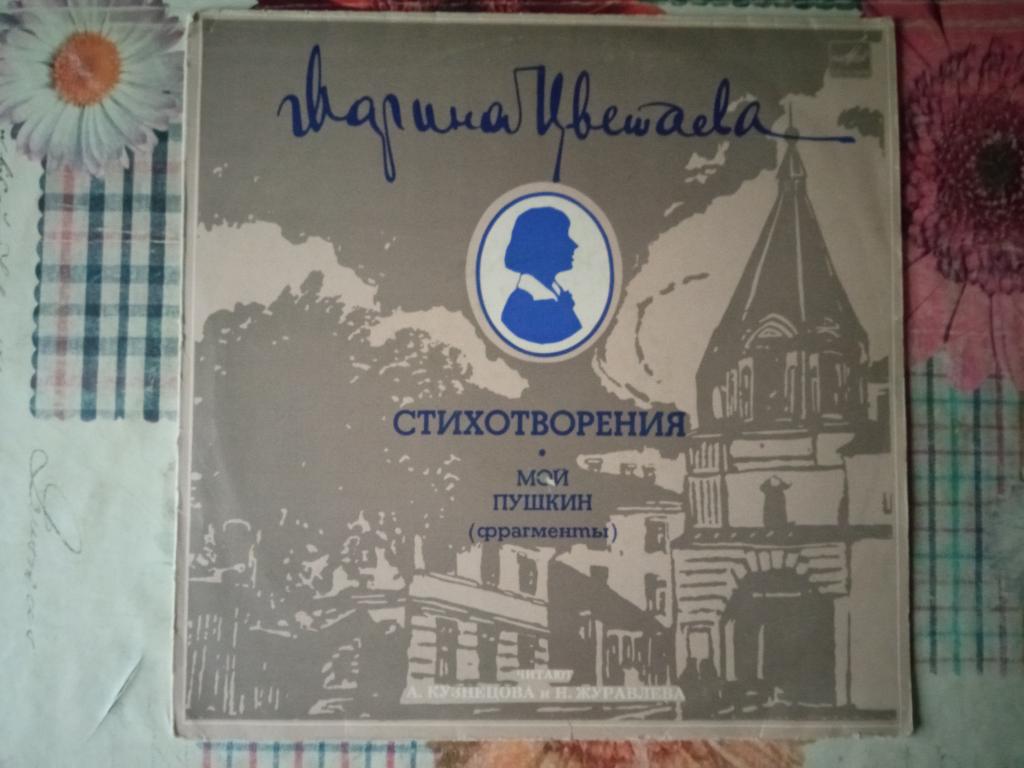 Марина Цветаева
СТИХОТВОРЕНИЯ
•
МОЙ
ПУШКИН
(фрагменты)
ЧИТАЮТ
А. КУЗНЕЦОВА и Н. ЖУРАВЛЕВА